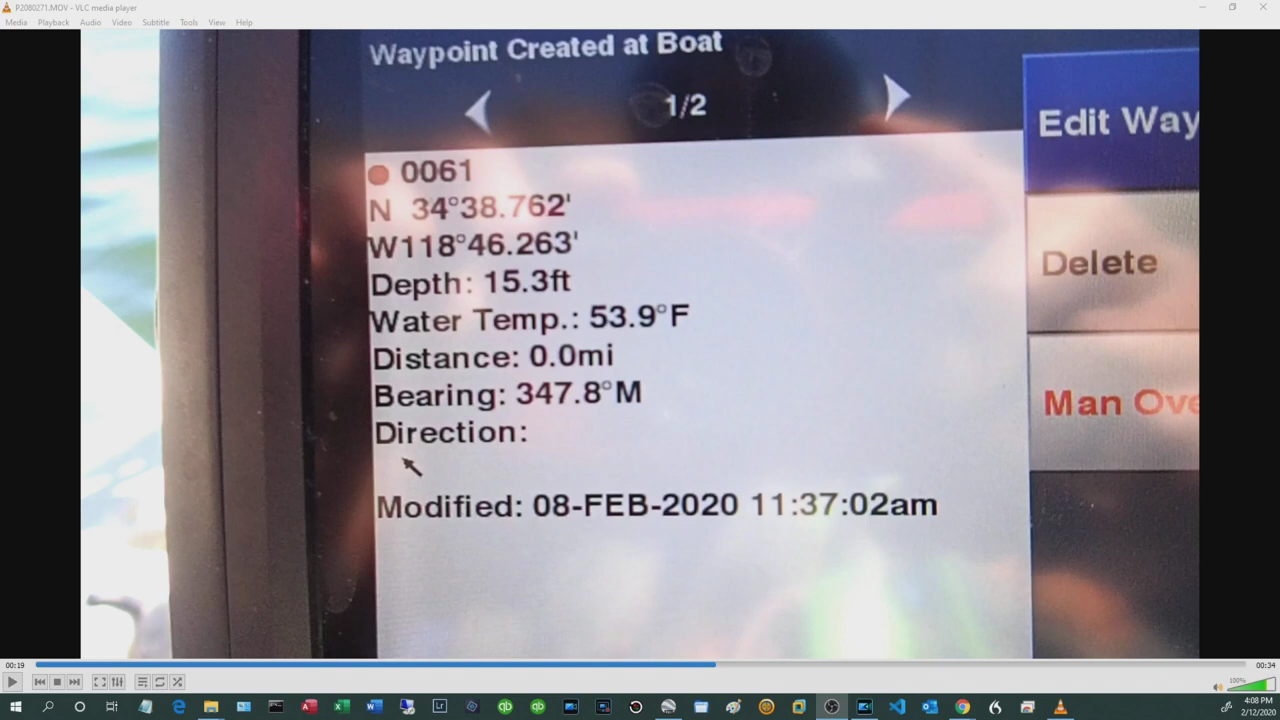 P2080271.MOV - VLC media player
Media Playback Audio Video Subtitle Tools View Help
Waypoint Created at Boat
1/2
Edit Way
0061
N 34°38.762'
W118°46.263'
Depth: 15.3ft
Delete
Water Temp.: 53.9°F
Distance: 0.0mi
Bearing: 347.8°M
Man Ove
Direction:
Modified: 08-FEB-2020 11:37:02am
00:19
00:34
100%
4:08 PM
2/12/2020